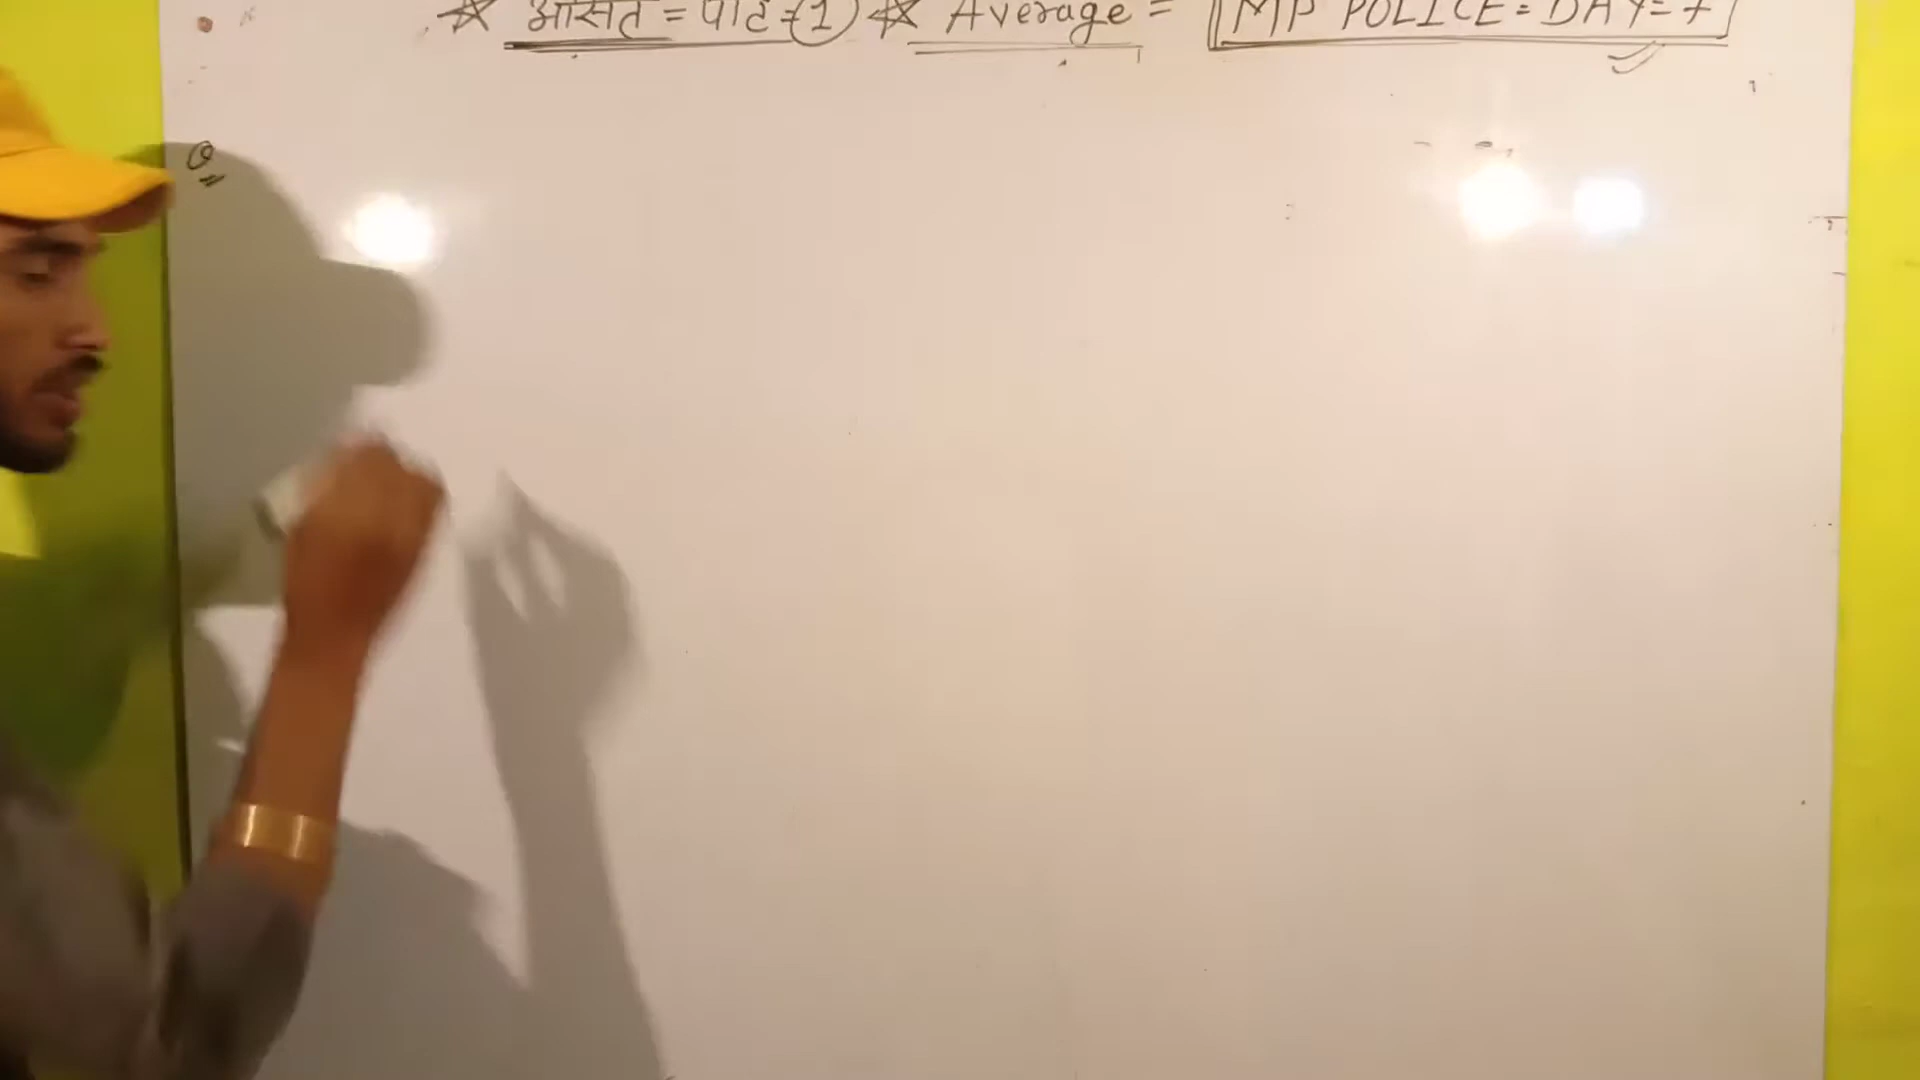 ☆ औसत = पार्ट-1 ☆ Average = MP POLICE = DAY = 7
Q